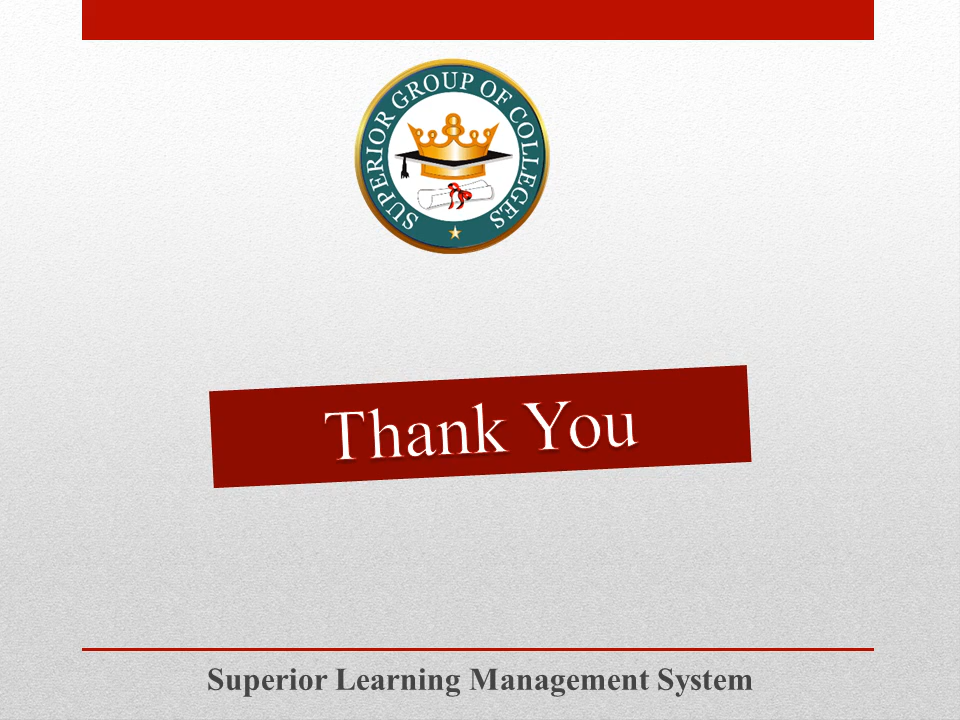 SUPERIOR GROUP OF COLLEGES
Thank You
Superior Learning Management System